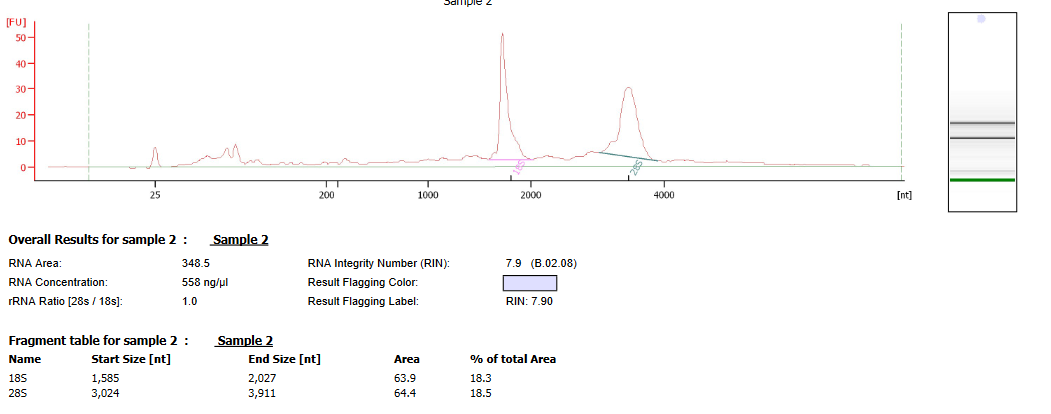 Sample 2
[FU]
50
40
30
20
10
0
18S
28S
25 200 1000 2000 4000 [nt]
Overall Results for sample 2 : Sample 2
RNA Area: 348.5 RNA Integrity Number (RIN): 7.9 (B.02.08)
RNA Concentration: 558 ng/µl Result Flagging Color:
rRNA Ratio [28s / 18s]: 1.0 Result Flagging Label: RIN: 7.90
Fragment table for sample 2 : Sample 2
Name Start Size [nt] End Size [nt] Area % of total Area
18S 1,585 2,027 63.9 18.3
28S 3,024 3,911 64.4 18.5